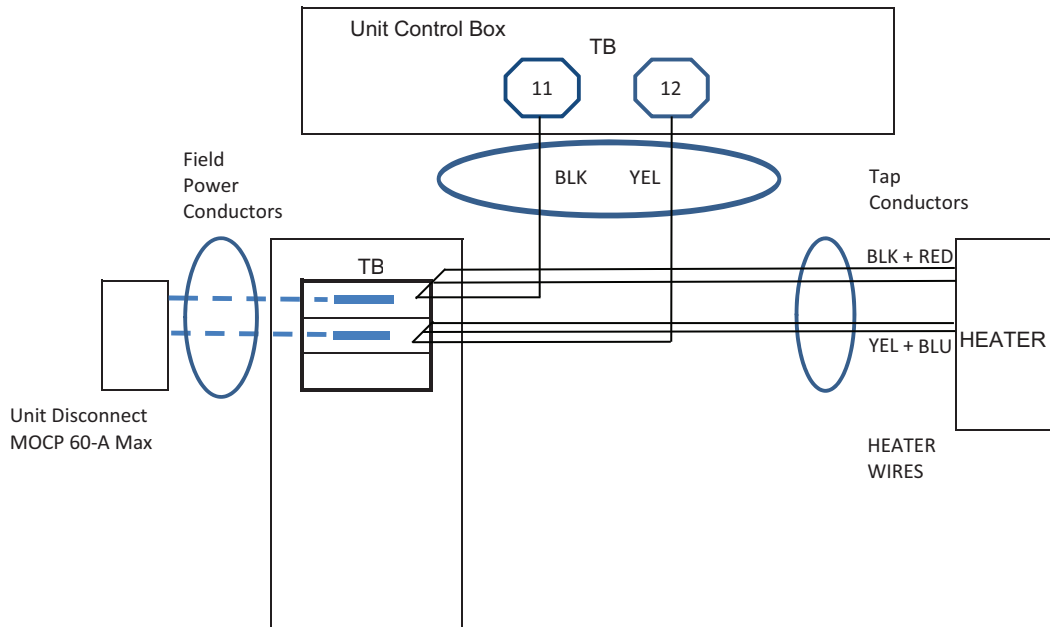 Unit Control Box
TB
11
12
BLK
YEL
Field
Power
Conductors
Tap
Conductors
TB
BLK + RED
YEL + BLU
HEATER
Unit Disconnect
MOCP 60-A Max
HEATER
WIRES